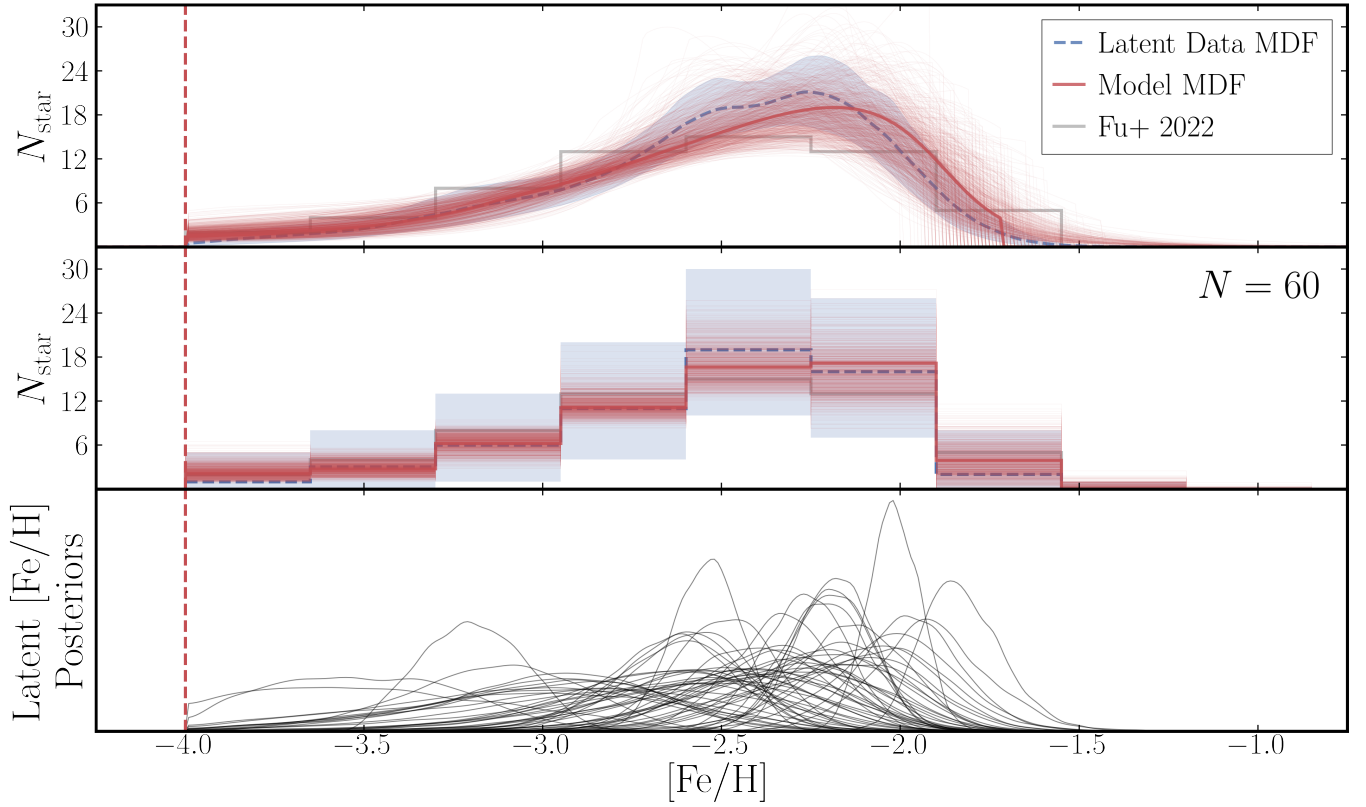 30
24
18
12
6
N_star
Latent Data MDF
Model MDF
Fu+ 2022
30
24
18
12
6
N_star
N = 60
Latent [Fe/H]
Posteriors
−4.0 −3.5 −3.0 −2.5 −2.0 −1.5 −1.0
[Fe/H]